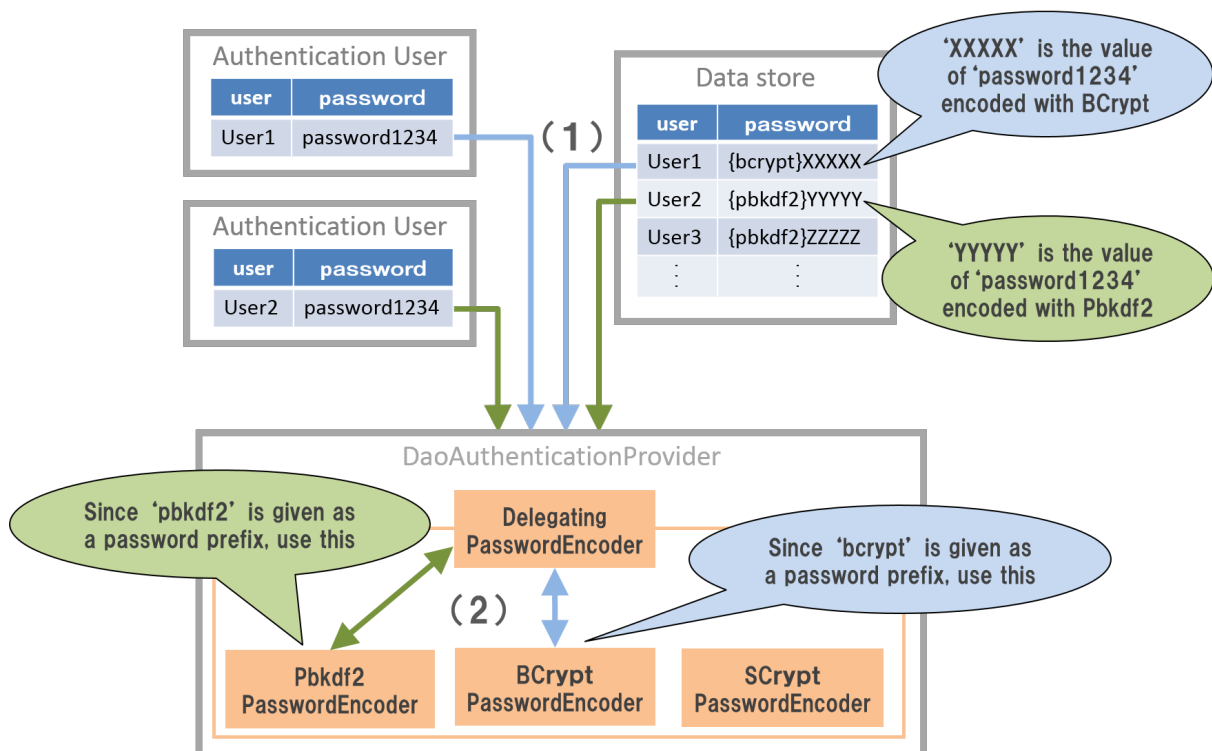 Authentication User
user password
User1 password1234
Authentication User
user password
User2 password1234
(1)
Data store
user password
User1 {bcrypt}XXXXX
User2 {pbkdf2}YYYYY
User3 {pbkdf2}ZZZZZ
⋮ ⋮
‘XXXXX’ is the value
of ‘password1234’
encoded with BCrypt
‘YYYYY’ is the value
of ‘password1234’
encoded with Pbkdf2
DaoAuthenticationProvider
Since ‘pbkdf2’ is given as
a password prefix, use this
Delegating
PasswordEncoder
Since ‘bcrypt’ is given as
a password prefix, use this
(2)
Pbkdf2
PasswordEncoder
BCrypt
PasswordEncoder
SCrypt
PasswordEncoder